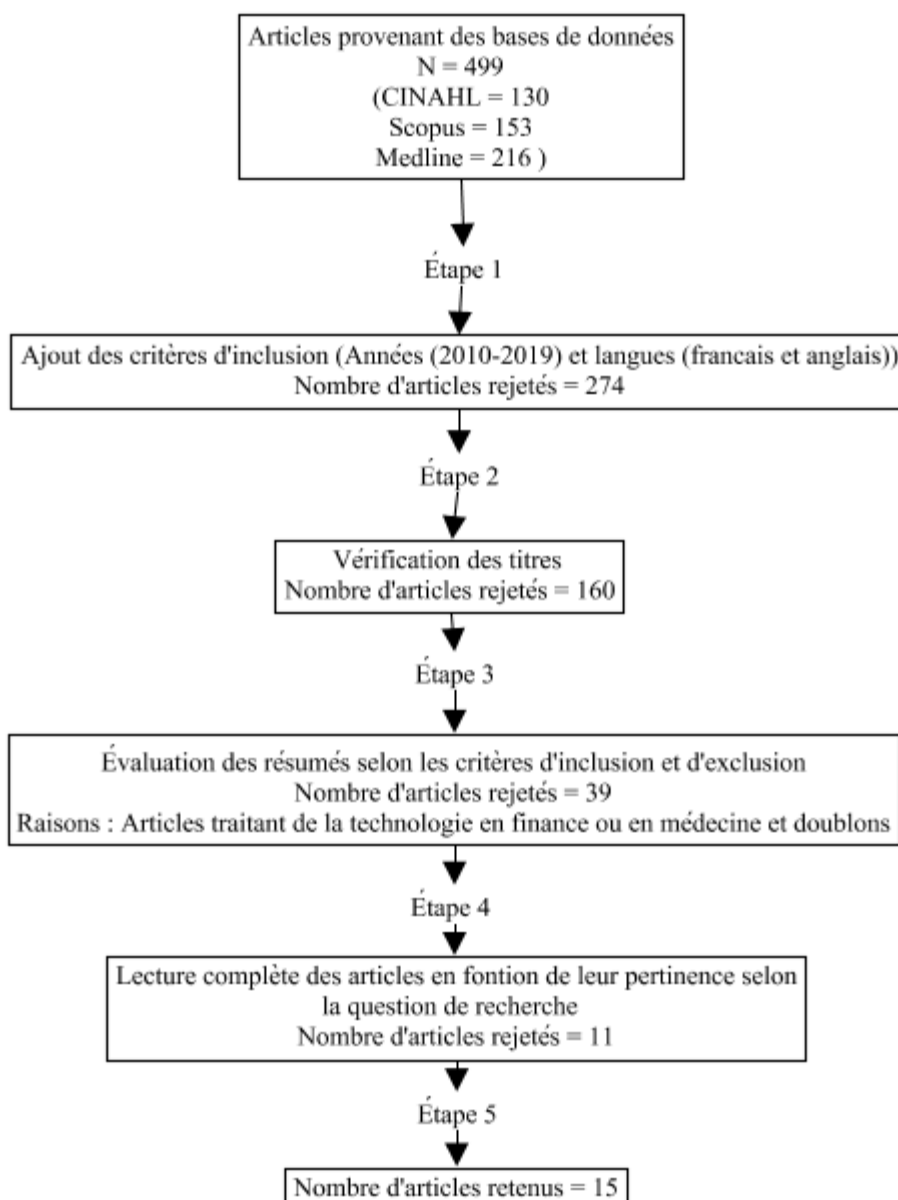 Articles provenant des bases de données
N = 499
(CINAHL = 130
Scopus = 153
Medline = 216 )
Étape 1
Ajout des critères d'inclusion (Années (2010-2019) et langues (francais et anglais))
Nombre d'articles rejetés = 274
Étape 2
Vérification des titres
Nombre d'articles rejetés = 160
Étape 3
Évaluation des résumés selon les critères d'inclusion et d'exclusion
Nombre d'articles rejetés = 39
Raisons : Articles traitant de la technologie en finance ou en médecine et doublons
Étape 4
Lecture complète des articles en fontion de leur pertinence selon
la question de recherche
Nombre d'articles rejetés = 11
Étape 5
Nombre d'articles retenus = 15